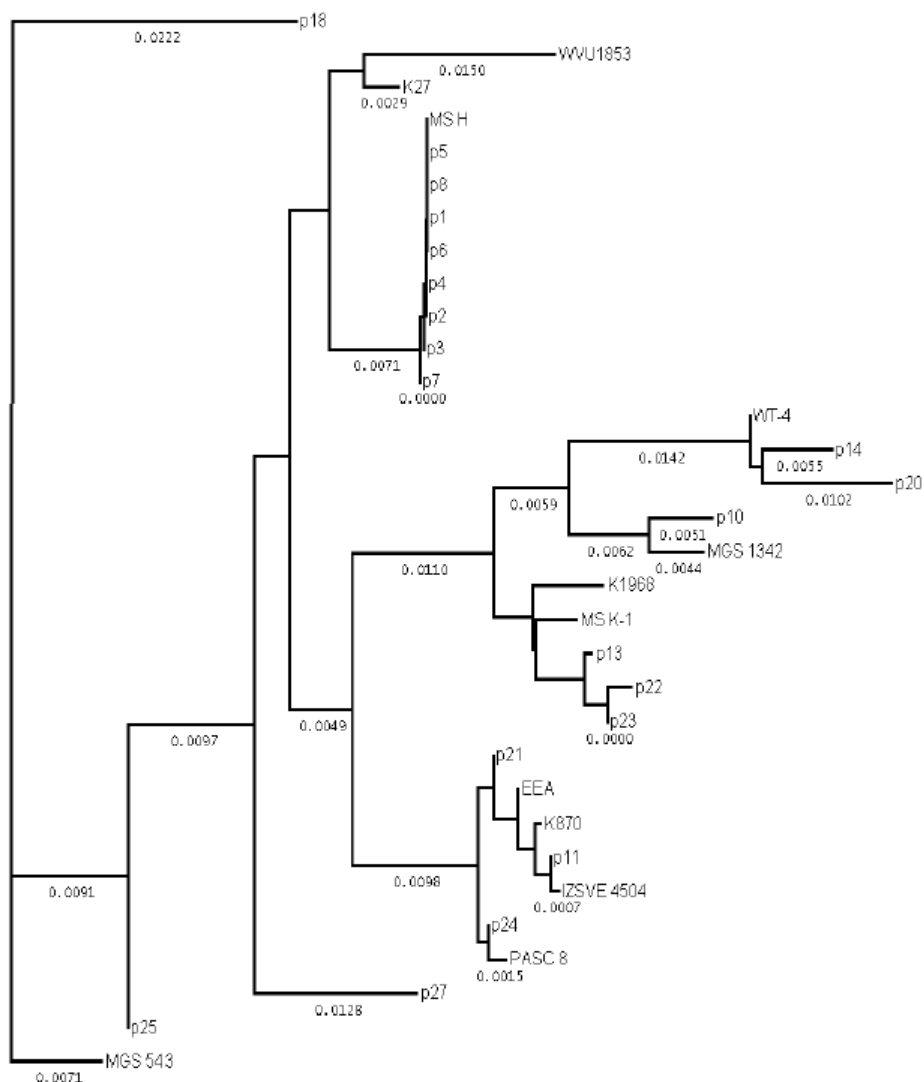 p18
0.0222
WVU1853
0.0150
K27
0.0029
MS H
p5
p8
p1
p6
p4
p2
p3
0.0071
p7
0.0000
WT-4
0.0142
p14
0.0055
p20
0.0102
0.0059
p10
0.0051
0.0062
MGS 1342
0.0044
0.0110
K1968
MS K-1
p13
p22
p23
0.0000
0.0049
0.0097
p21
EEA
K870
p11
0.0098
IZSVE 4504
0.0007
0.0091
p24
PASC 8
0.0015
p27
0.0128
p25
MGS 543
0.0071